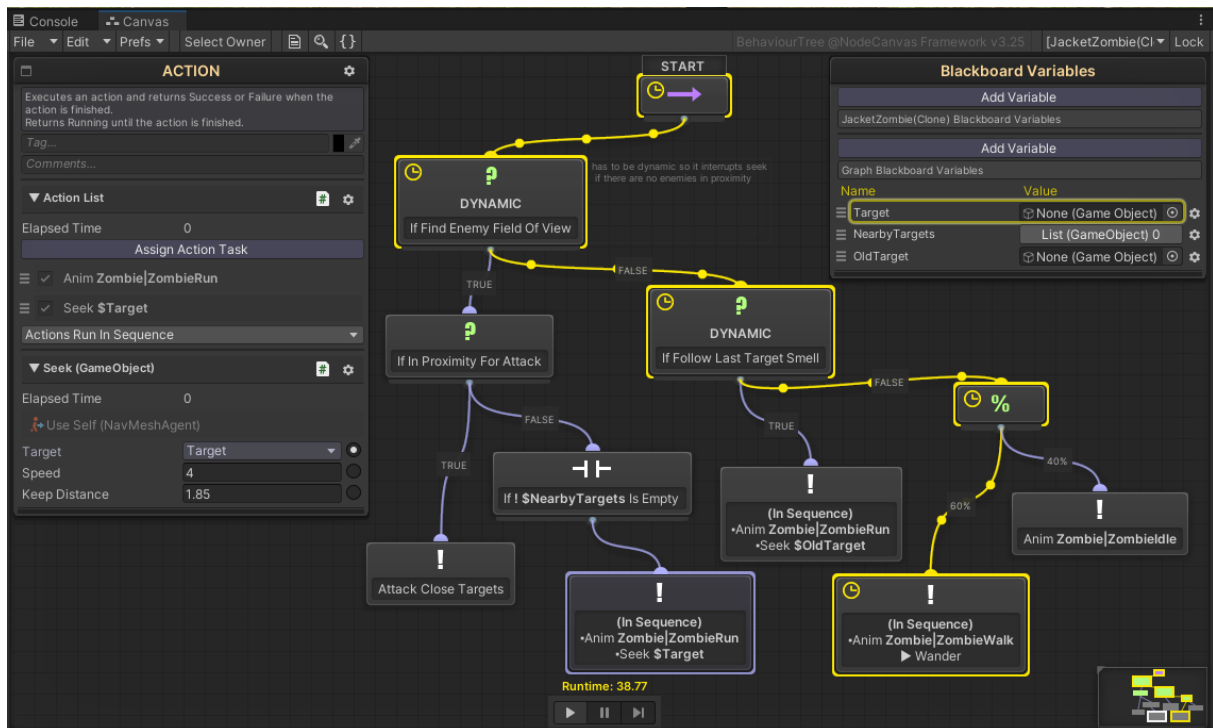 Console
Canvas
File
Edit
Prefs
Select Owner
{}
BehaviourTree @NodeCanvas Framework v3.25
[JacketZombie(Cl
Lock
ACTION
Executes an action and returns Success or Failure when the
action is finished.
Returns Running until the action is finished.
Tag...
Comments...
Action List
#
Elapsed Time 0
Assign Action Task
Anim Zombie|ZombieRun
Seek $Target
Actions Run In Sequence
Seek (GameObject)
#
Elapsed Time 0
Use Self (NavMeshAgent)
Target Target
Speed 4
Keep Distance 1.85
START
has to be dynamic so it interrupts seek
if there are no enemies in proximity
?
DYNAMIC
If Find Enemy Field Of View
TRUE
FALSE
?
If In Proximity For Attack
?
DYNAMIC
If Follow Last Target Smell
FALSE
TRUE
FALSE
TRUE
%
40%
60%
If ! $NearbyTargets Is Empty
!
(In Sequence)
•Anim Zombie|ZombieRun
•Seek $OldTarget
!
Anim Zombie|ZombieIdle
!
Attack Close Targets
!
(In Sequence)
•Anim Zombie|ZombieRun
•Seek $Target
!
(In Sequence)
•Anim Zombie|ZombieWalk
▶ Wander
Runtime: 38.77
Blackboard Variables
Add Variable
JacketZombie(Clone) Blackboard Variables
Add Variable
Graph Blackboard Variables
Name Value
Target None (Game Object)
NearbyTargets List (GameObject) 0
OldTarget None (Game Object)